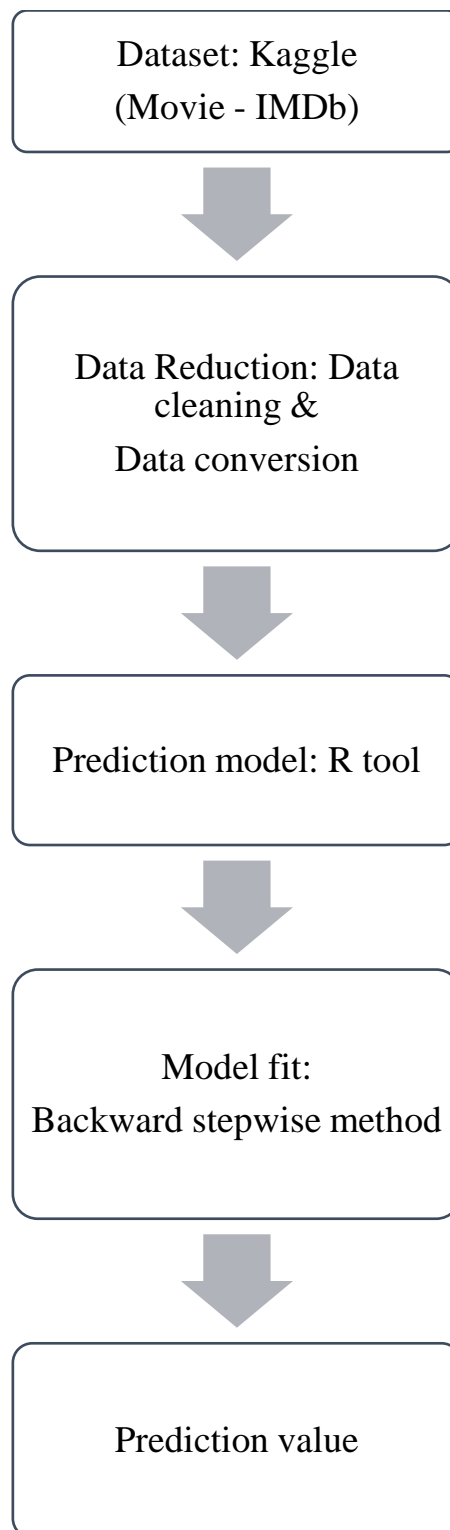 Dataset: Kaggle
(Movie - IMDb)
Data Reduction: Data
cleaning &
Data conversion
Prediction model: R tool
Model fit:
Backward stepwise method
Prediction value